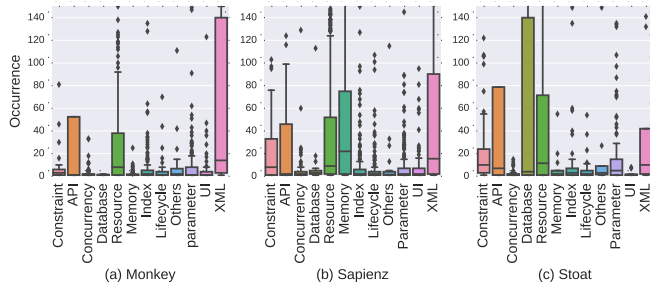 140
120
100
80
60
40
20
0
Occurrence
Constraint
API
Concurrency
Database
Resource
Memory
Index
Lifecycle
Others
parameter
UI
XML
(a) Monkey
140
120
100
80
60
40
20
0
Constraint
API
Concurrency
Database
Resource
Memory
Index
Lifecycle
Others
Parameter
UI
XML
(b) Sapienz
140
120
100
80
60
40
20
0
Constraint
API
Concurrency
Database
Resource
Memory
Index
Lifecycle
Others
Parameter
UI
XML
(c) Stoat